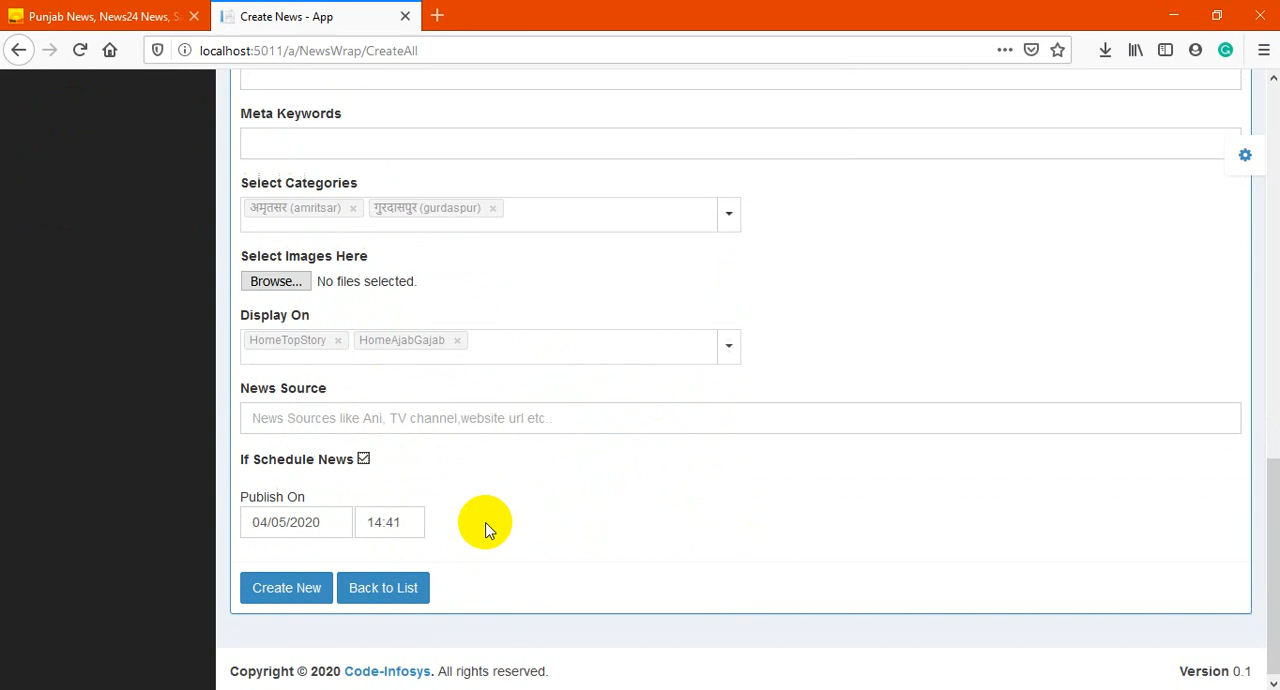 Punjab News, News24 News, Sa
Create News - App
localhost:5011/a/NewsWrap/CreateAll
Meta Keywords
Select Categories
अमृतसर (amritsar) × गुरदासपुर (gurdaspur) ×
Select Images Here
Browse... No files selected.
Display On
HomeTopStory × HomeAjabGajab ×
News Source
News Sources like Ani, TV channel,website url etc..
If Schedule News
Publish On
04/05/2020 14:41
Create New Back to List
Copyright © 2020 Code-Infosys. All rights reserved. Version 0.1